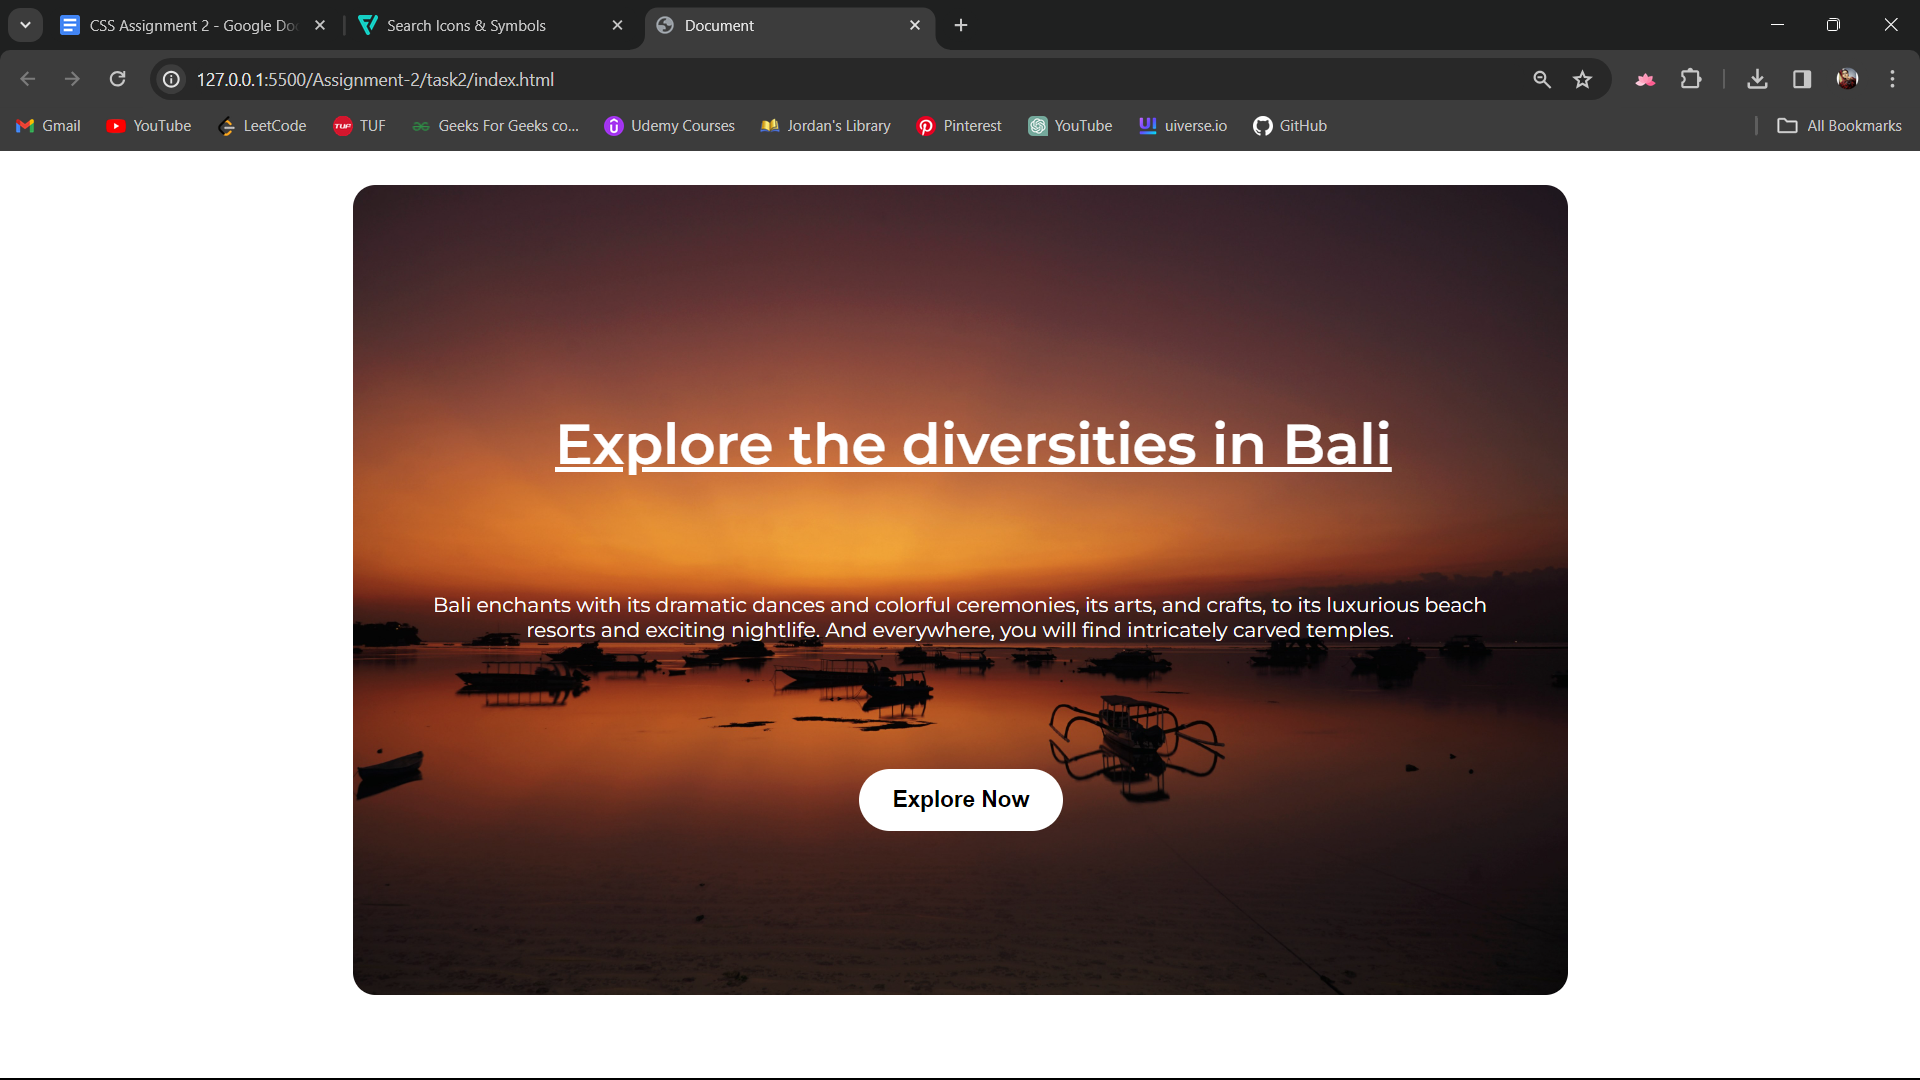 CSS Assignment 2 - Google Do
Search Icons & Symbols
Document
127.0.0.1:5500/Assignment-2/task2/index.html
Gmail
YouTube
LeetCode
TUF
TUF
Geeks For Geeks co...
Udemy Courses
Jordan's Library
Pinterest
YouTube
UI
uiverse.io
GitHub
All Bookmarks
Explore the diversities in Bali
Bali enchants with its dramatic dances and colorful ceremonies, its arts, and crafts, to its luxurious beach
resorts and exciting nightlife. And everywhere, you will find intricately carved temples.
Explore Now